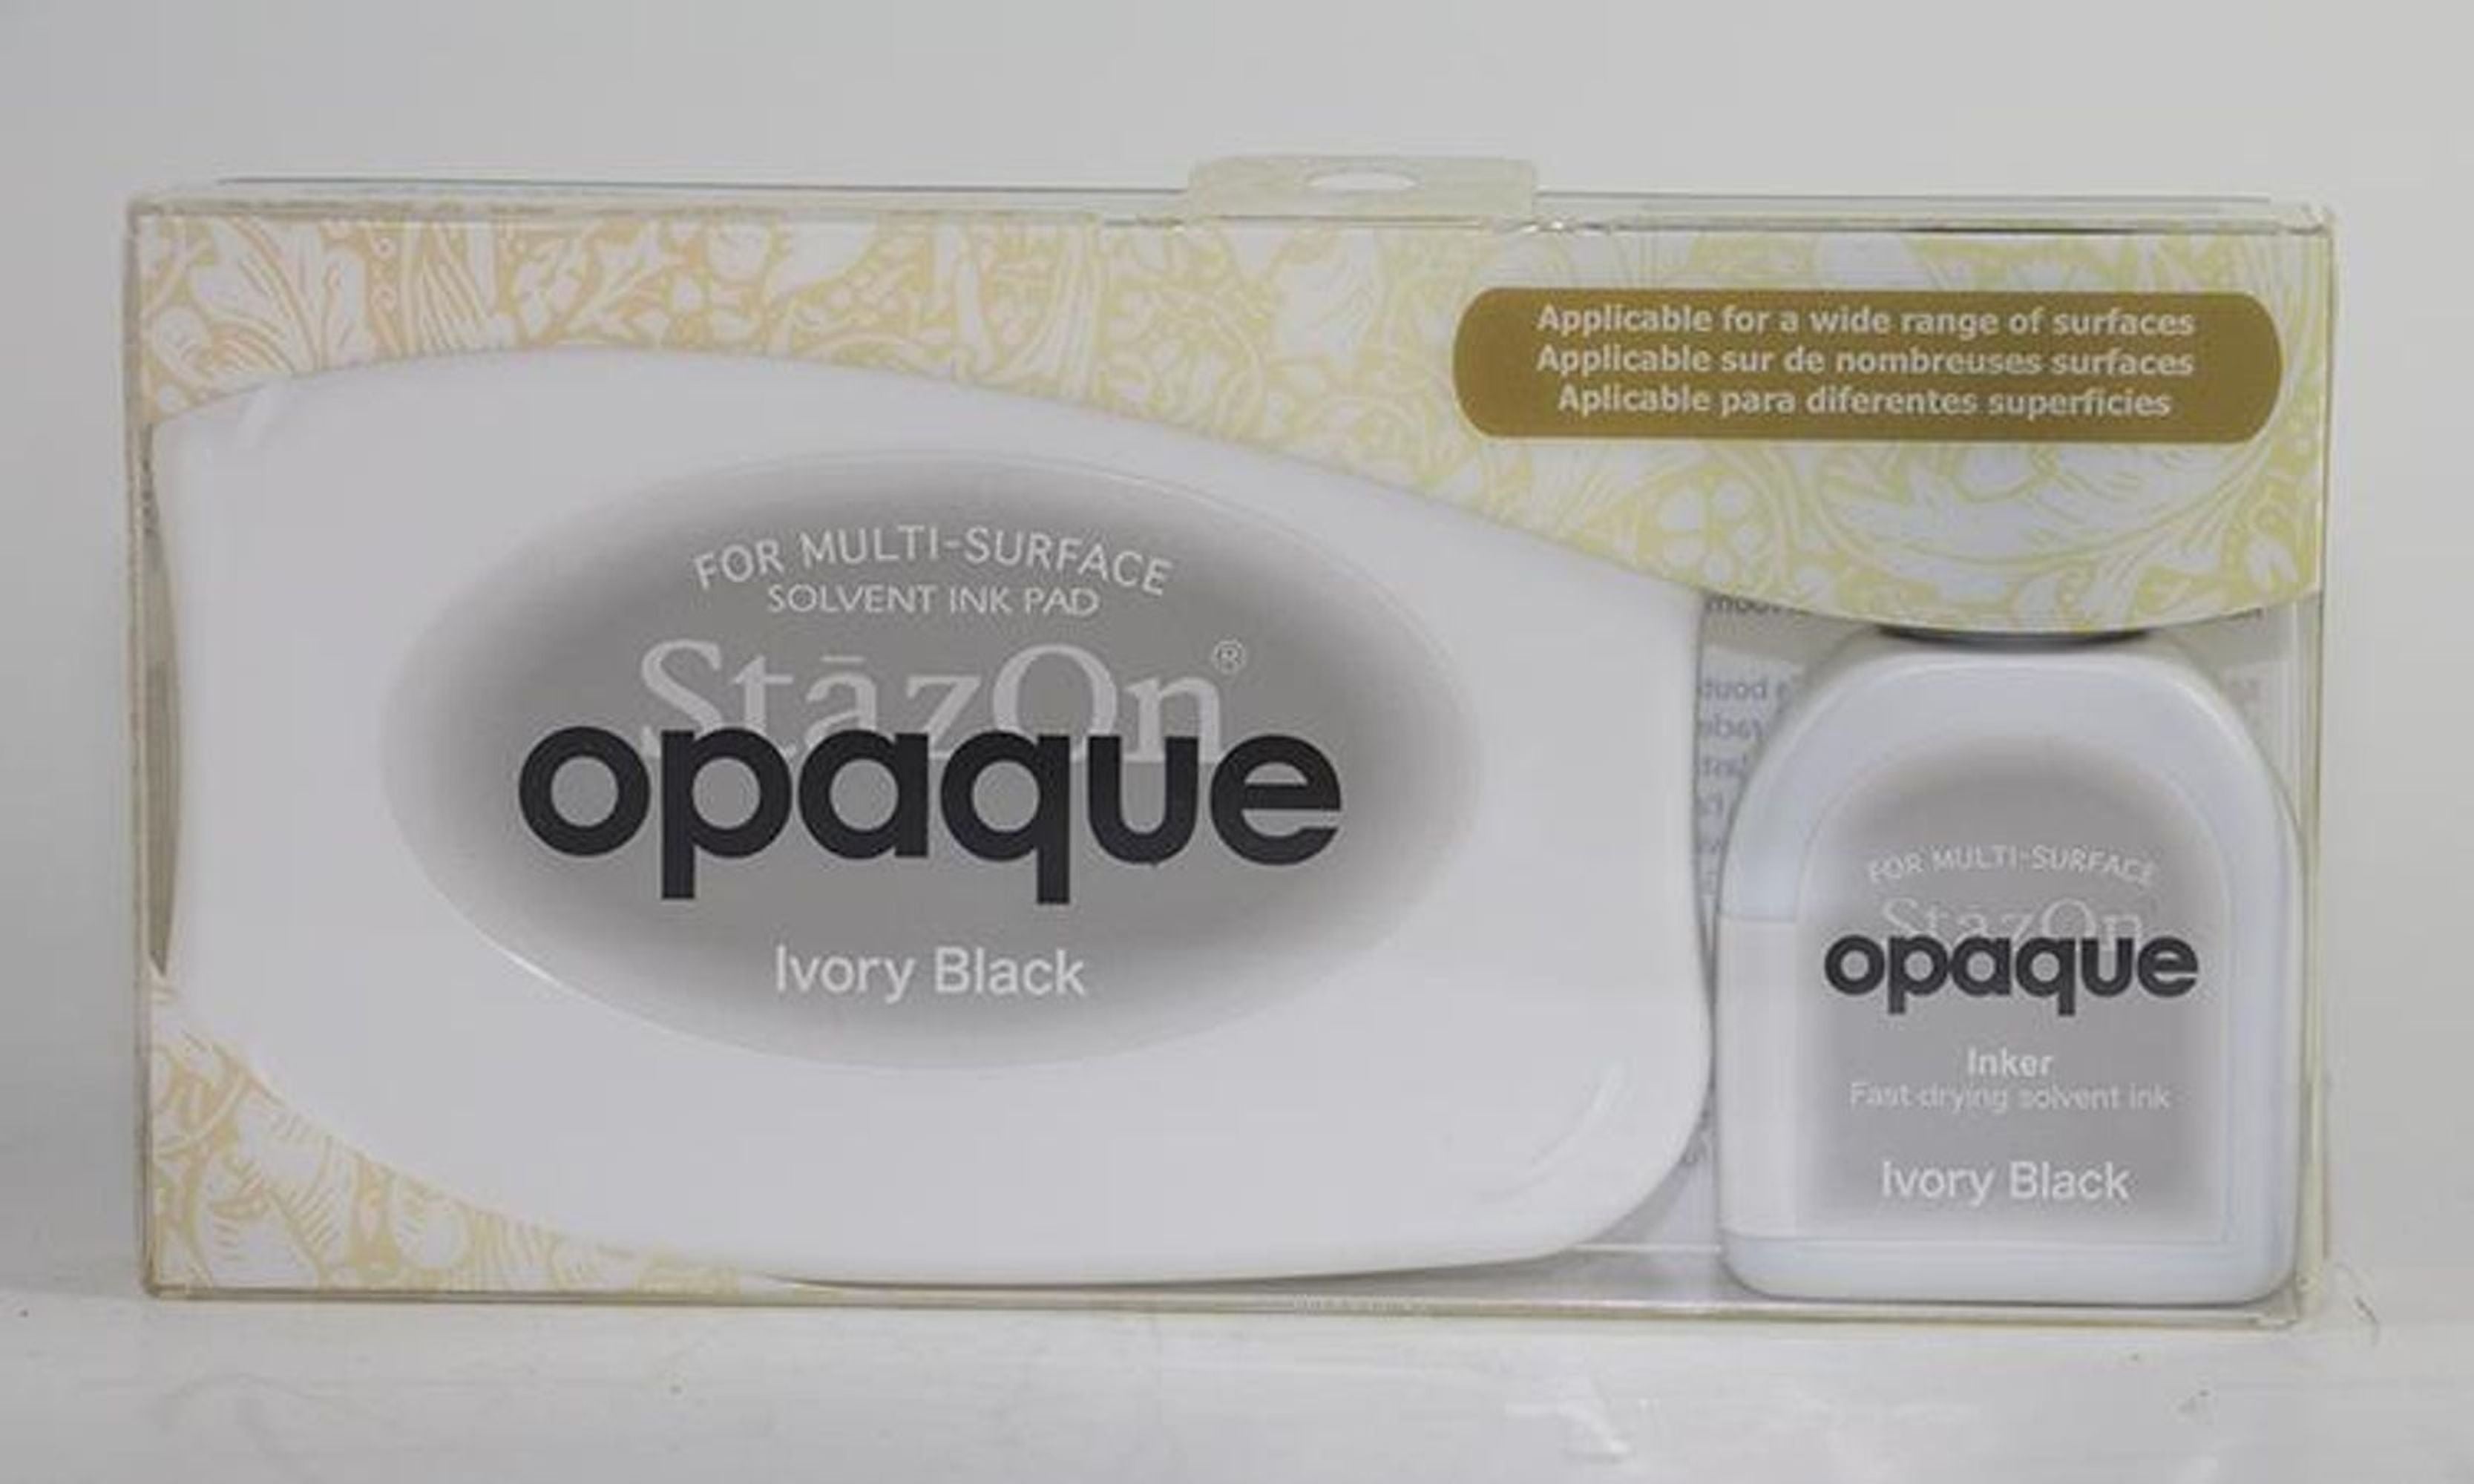 Applicable for a wide range of surfaces
Applicable sur de nombreuses surfaces
Aplicable para diferentes superficies
FOR MULTI-SURFACE
SOLVENT INK PAD
StāzOn®
opaque
Ivory Black
FOR MULTI-SURFACE
StāzOn
opaque
Inker
Fast-drying solvent ink
Ivory Black